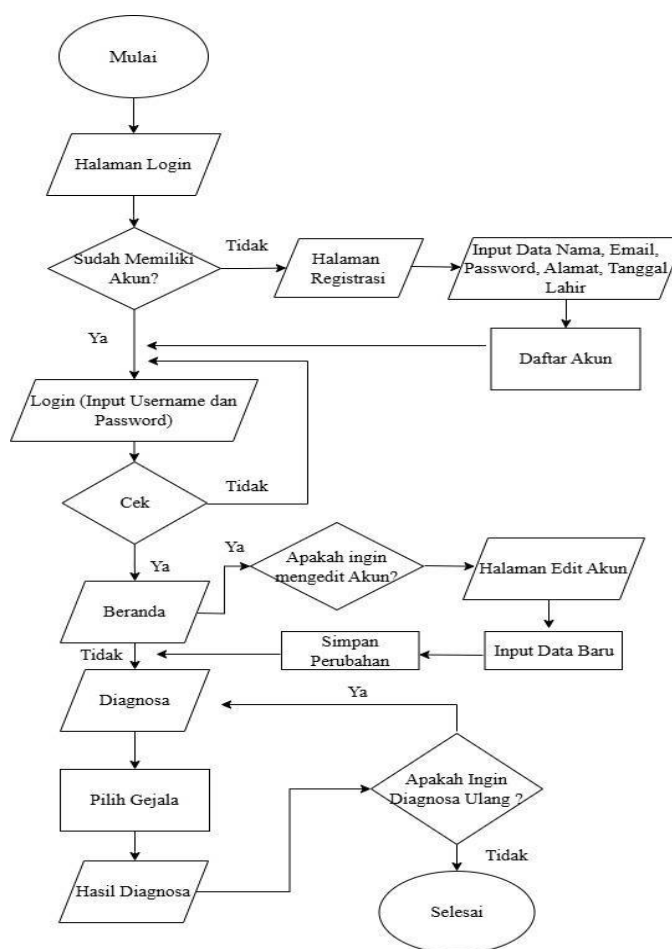 Mulai
Halaman Login
Sudah Memiliki
Akun?
Tidak
Halaman
Registrasi
Input Data Nama, Email,
Password, Alamat, Tanggal
Lahir
Daftar Akun
Ya
Login (Input Username dan
Password)
Cek
Tidak
Ya
Beranda
Ya
Apakah ingin
mengedit Akun?
Halaman Edit Akun
Input Data Baru
Simpan
Perubahan
Tidak
Diagnosa
Ya
Pilih Gejala
Hasil Diagnosa
Apakah Ingin
Diagnosa Ulang ?
Tidak
Selesai